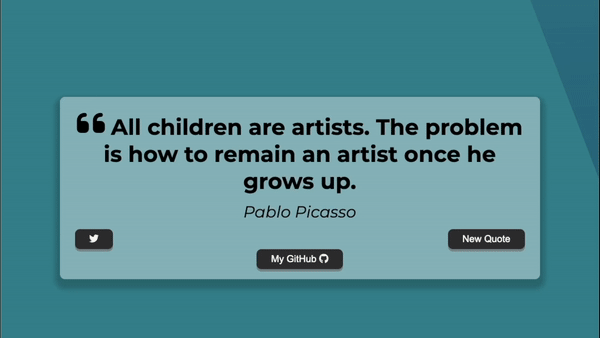 “ All children are artists. The problem
is how to remain an artist once he
grows up.
Pablo Picasso
New Quote
My GitHub